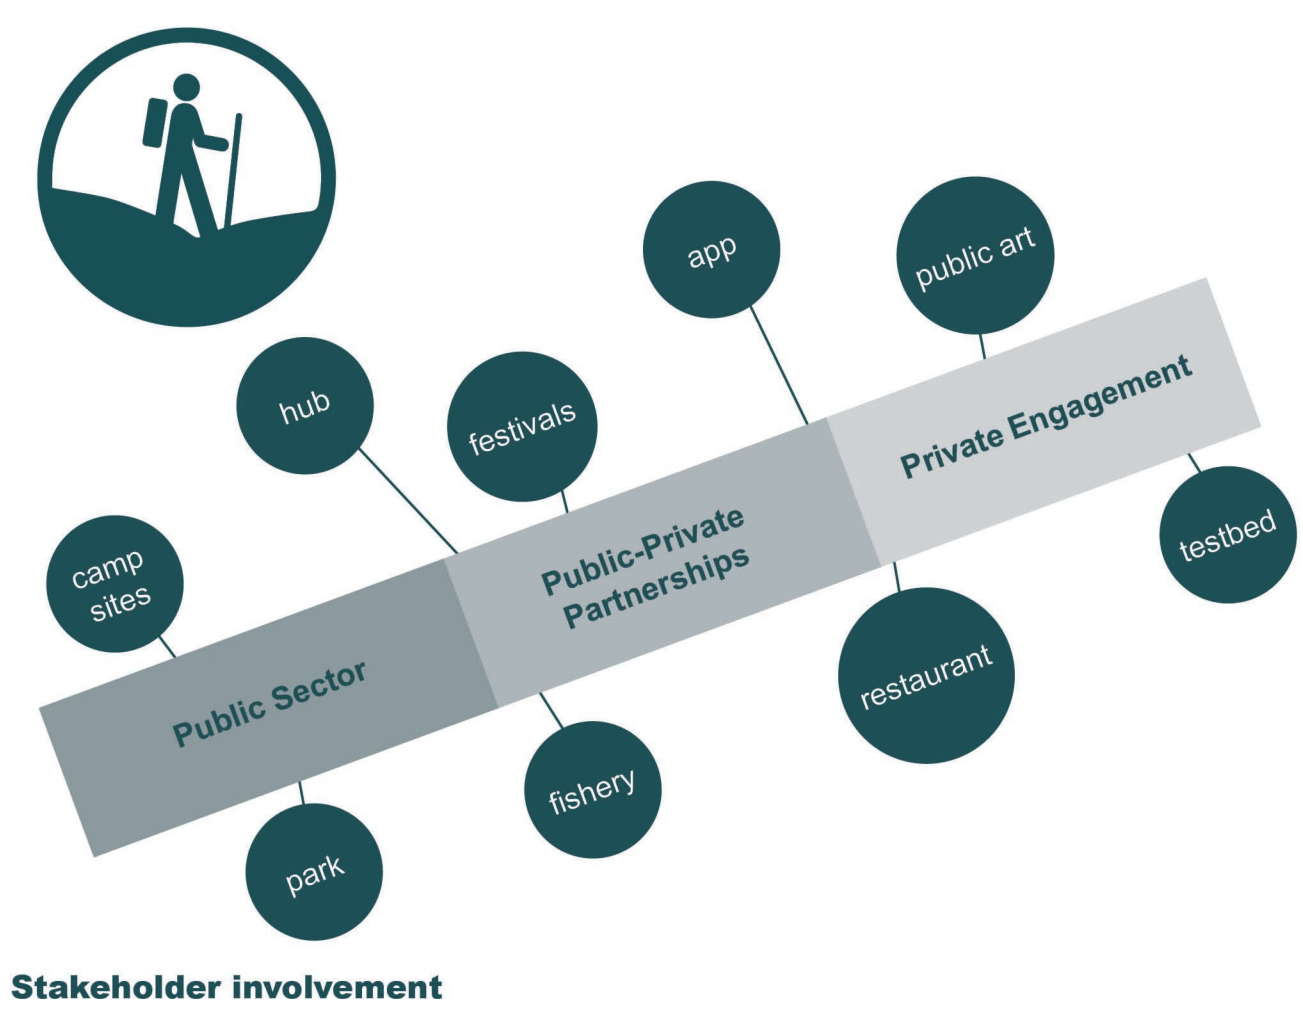 app
public art
hub
festivals
Private Engagement
camp
sites
Public-Private
Partnerships
testbed
Public Sector
restaurant
fishery
park
Stakeholder involvement